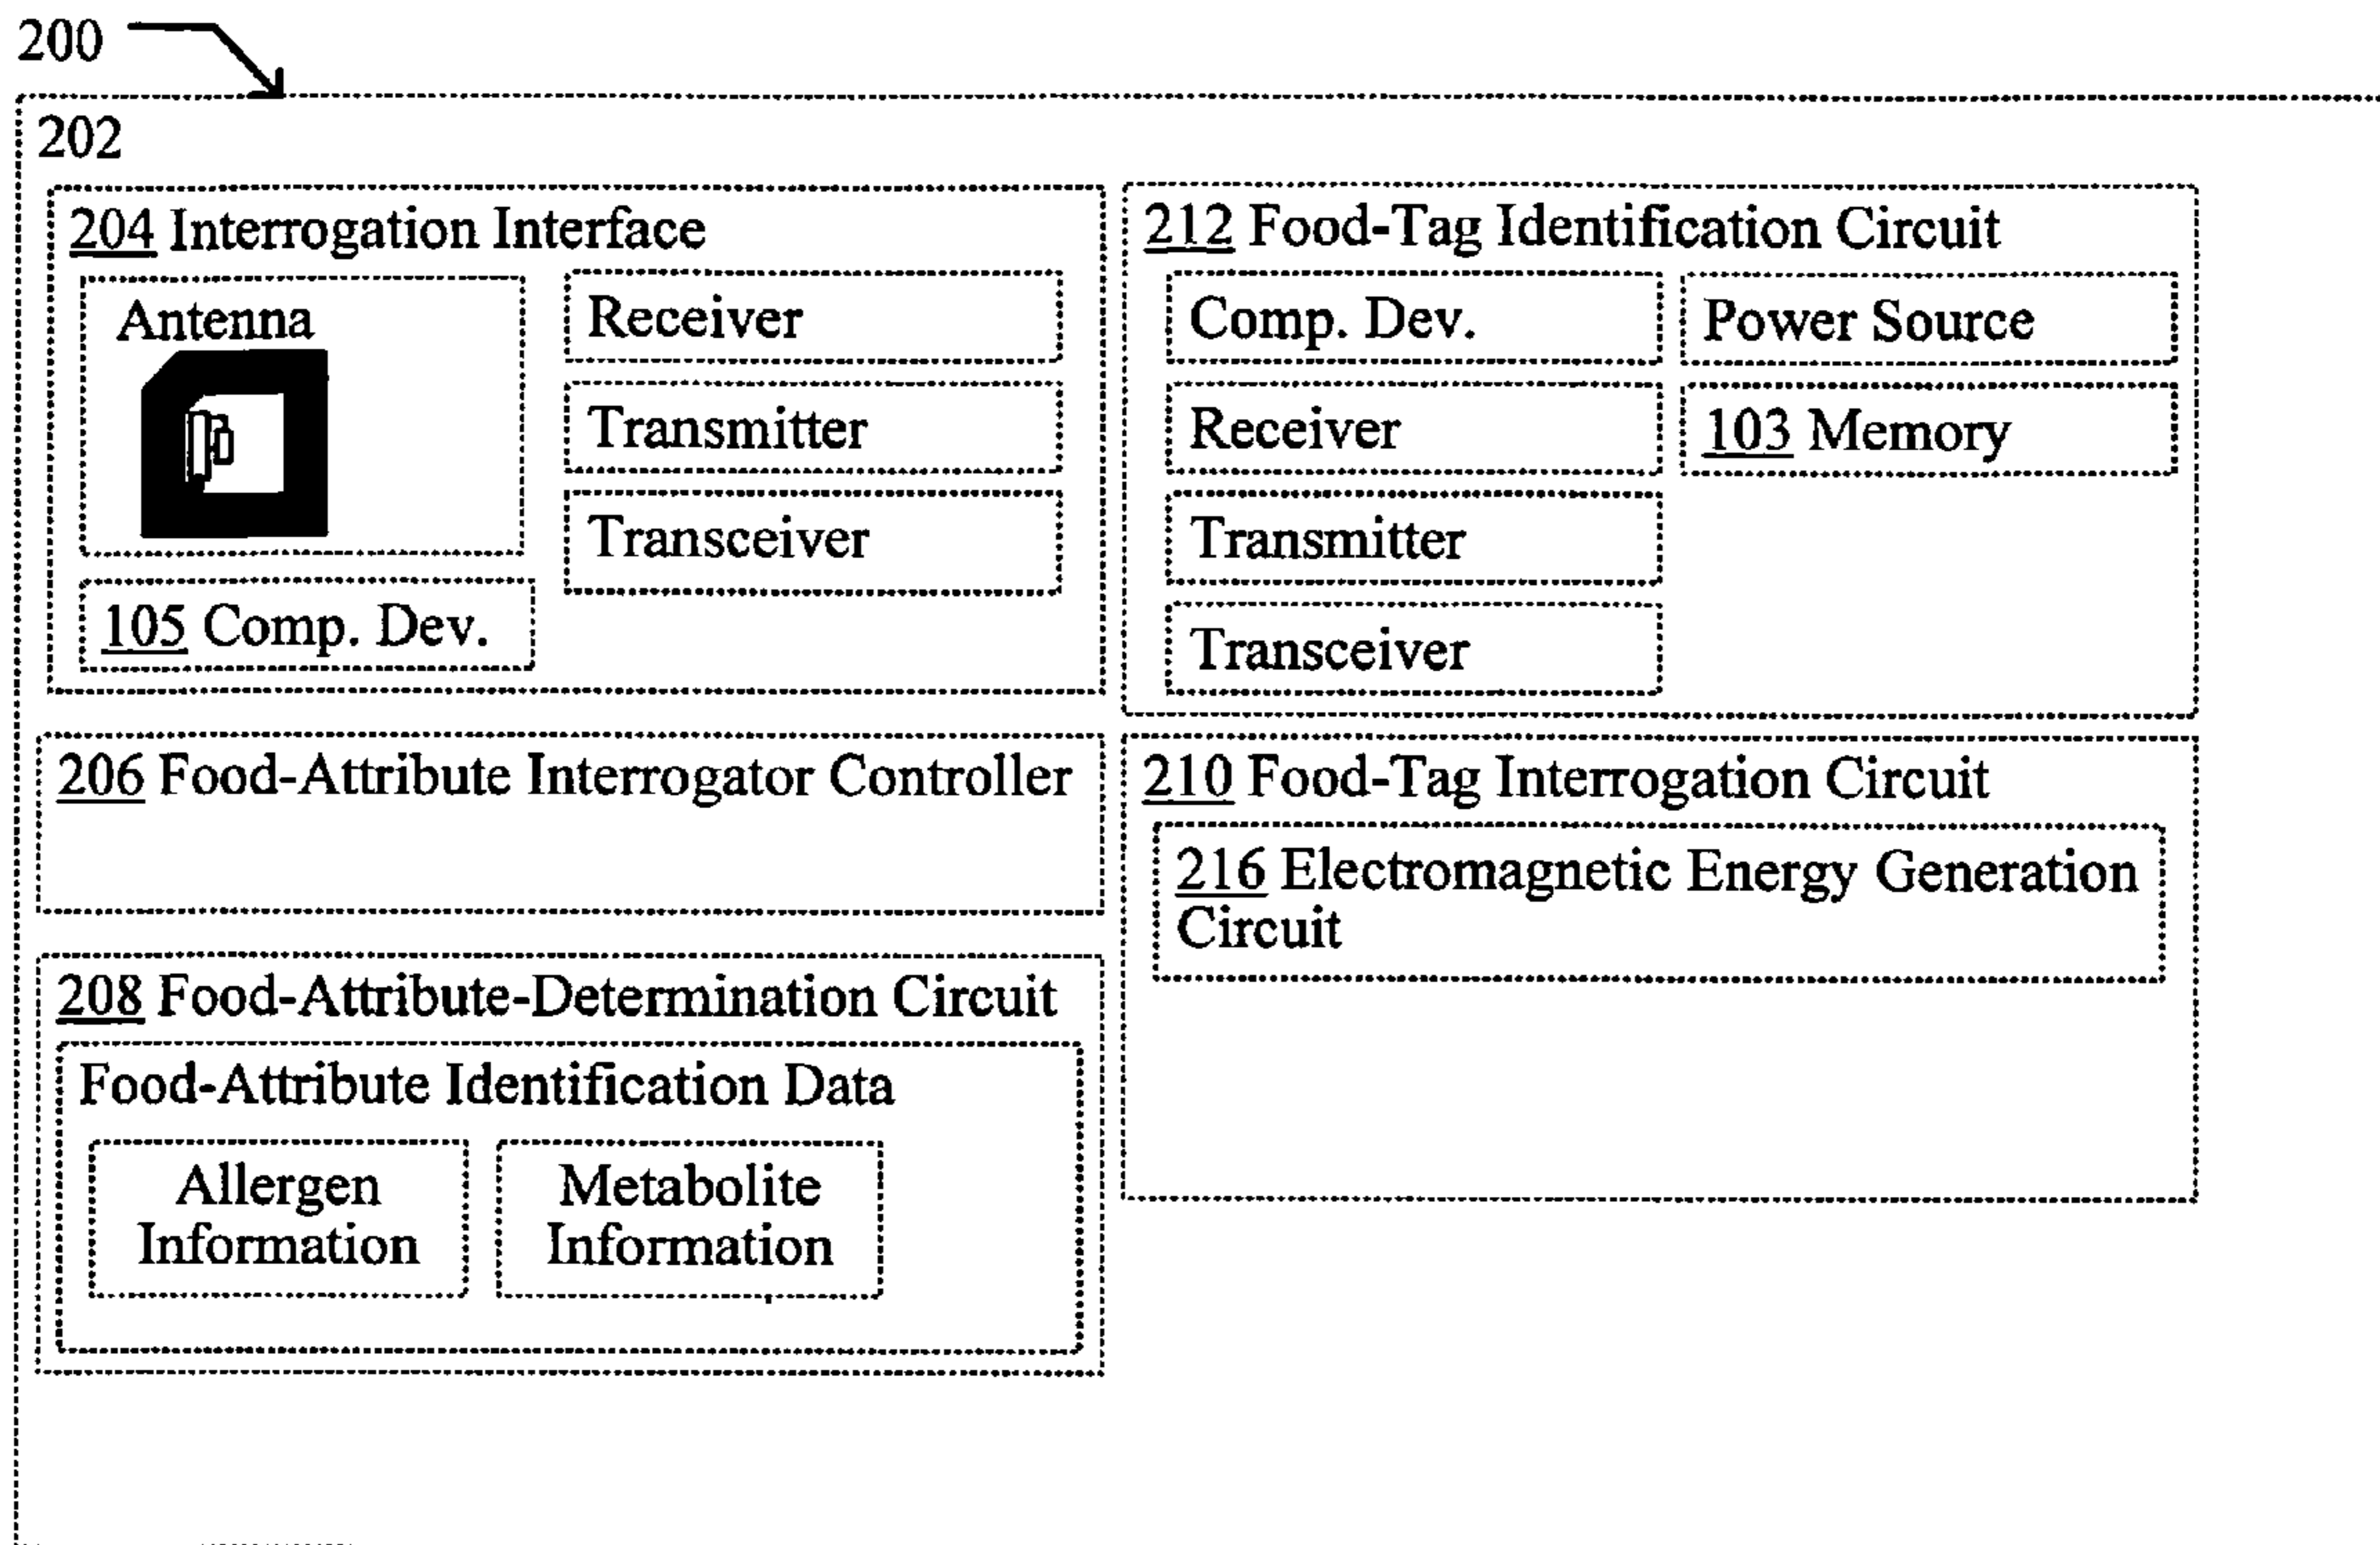 200
202
204 Interrogation Interface
Antenna
Receiver
Transmitter
Transceiver
105 Comp. Dev.
212 Food-Tag Identification Circuit
Comp. Dev.
Power Source
Receiver
103 Memory
Transmitter
Transceiver
206 Food-Attribute Interrogator Controller
210 Food-Tag Interrogation Circuit
216 Electromagnetic Energy Generation
Circuit
208 Food-Attribute-Determination Circuit
Food-Attribute Identification Data
Allergen
Information
Metabolite
Information